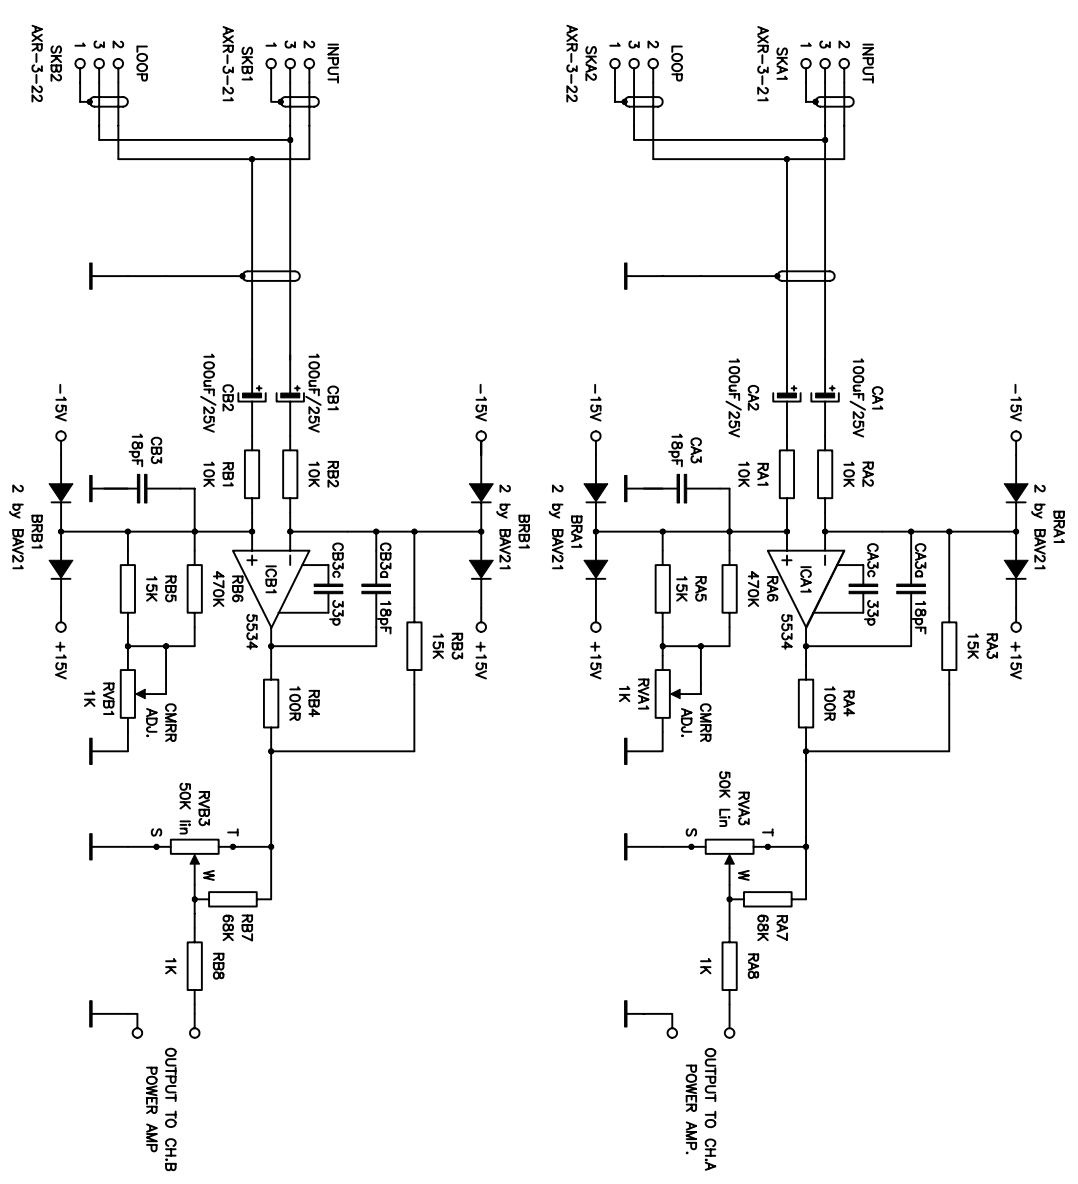 INPUT
2
3
1
SKA1
AXR-3-21
LOOP
2
3
1
SKA2
AXR-3-22
CA1
100uF/25V
CA2
100uF/25V
RA2
10K
RA1
10K
CA3
18pF
-15V
BRA1
2 by BAV21
+15V
-15V
BRA1
2 by BAV21
+15V
CA3a
18pF
CA3c
33p
ICA1
5534
RA6
470K
RA5
15K
RA3
15K
RA4
100R
CMRR
ADJ.
RVA1
1K
RVA3
50K Lin
T
S
W
RA7
68K
RA8
1K
OUTPUT TO CH.A
POWER AMP.
INPUT
2
3
1
SKB1
AXR-3-21
LOOP
2
3
1
SKB2
AXR-3-22
CB1
100uF/25V
CB2
100uF/25V
RB2
10K
RB1
10K
CB3
18pF
-15V
BRB1
2 by BAV21
+15V
-15V
BRB1
2 by BAV21
+15V
CB3a
18pF
CB3c
33p
ICB1
5534
RB6
470K
RB5
15K
RB3
15K
RB4
100R
CMRR
ADJ.
RVB1
1K
RVB3
50K lin
T
S
W
RB7
68K
RB8
1K
OUTPUT TO CH.B
POWER AMP